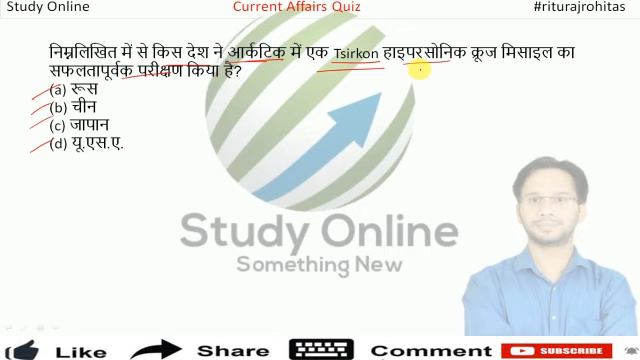 Study Online
Current Affairs Quiz
#riturajrohitas
निम्नलिखित में से किस देश ने आर्कटिक में एक Tsirkon हाइपरसोनिक क्रूज मिसाइल का
सफलतापूर्वक परीक्षण किया है?
(a) रूस
(b) चीन
(c) जापान
(d) यू.एस.ए.
Study Online
Something New
Like
Share
Comment
SUBSCRIBE